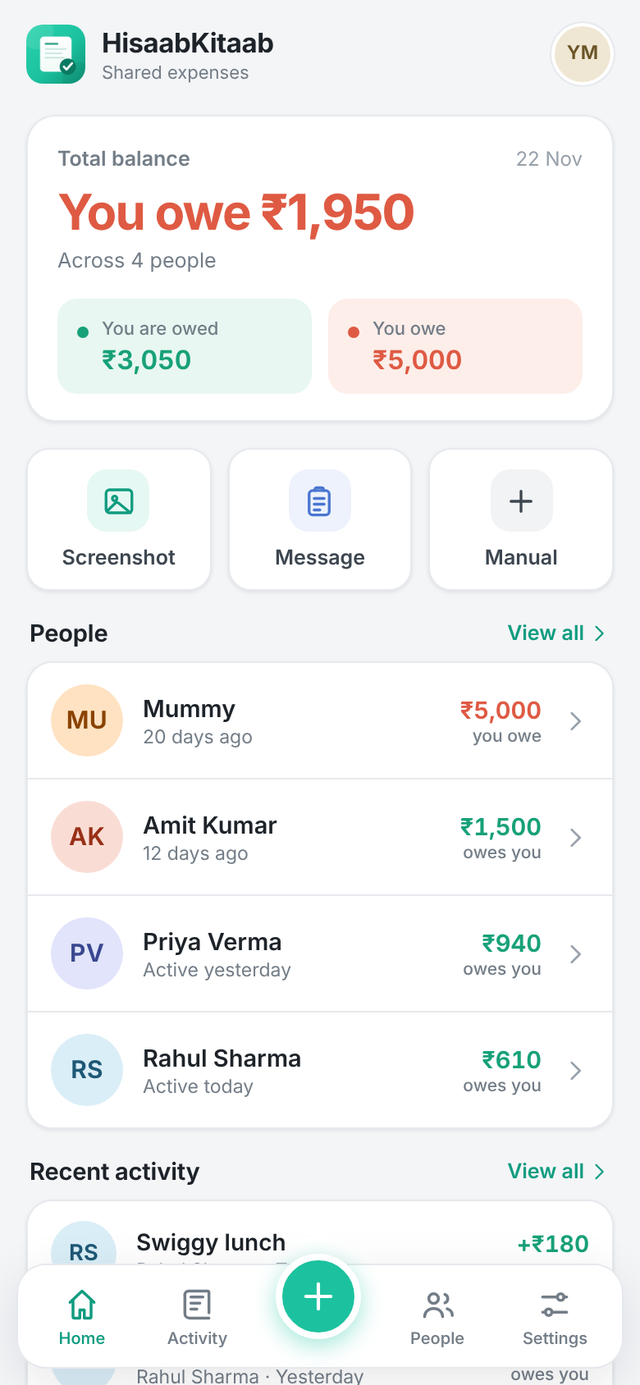 HisaabKitaab
Shared expenses
YM
Total balance
22 Nov
You owe ₹1,950
Across 4 people
You are owed
₹3,050
You owe
₹5,000
Screenshot
Message
Manual
People
View all
MU
Mummy
20 days ago
₹5,000
you owe
AK
Amit Kumar
12 days ago
₹1,500
owes you
PV
Priya Verma
Active yesterday
₹940
owes you
RS
Rahul Sharma
Active today
₹610
owes you
Recent activity
View all
RS
Swiggy lunch
+₹180
Home
Activity
People
Settings
Rahul Sharma · Yesterday
owes you